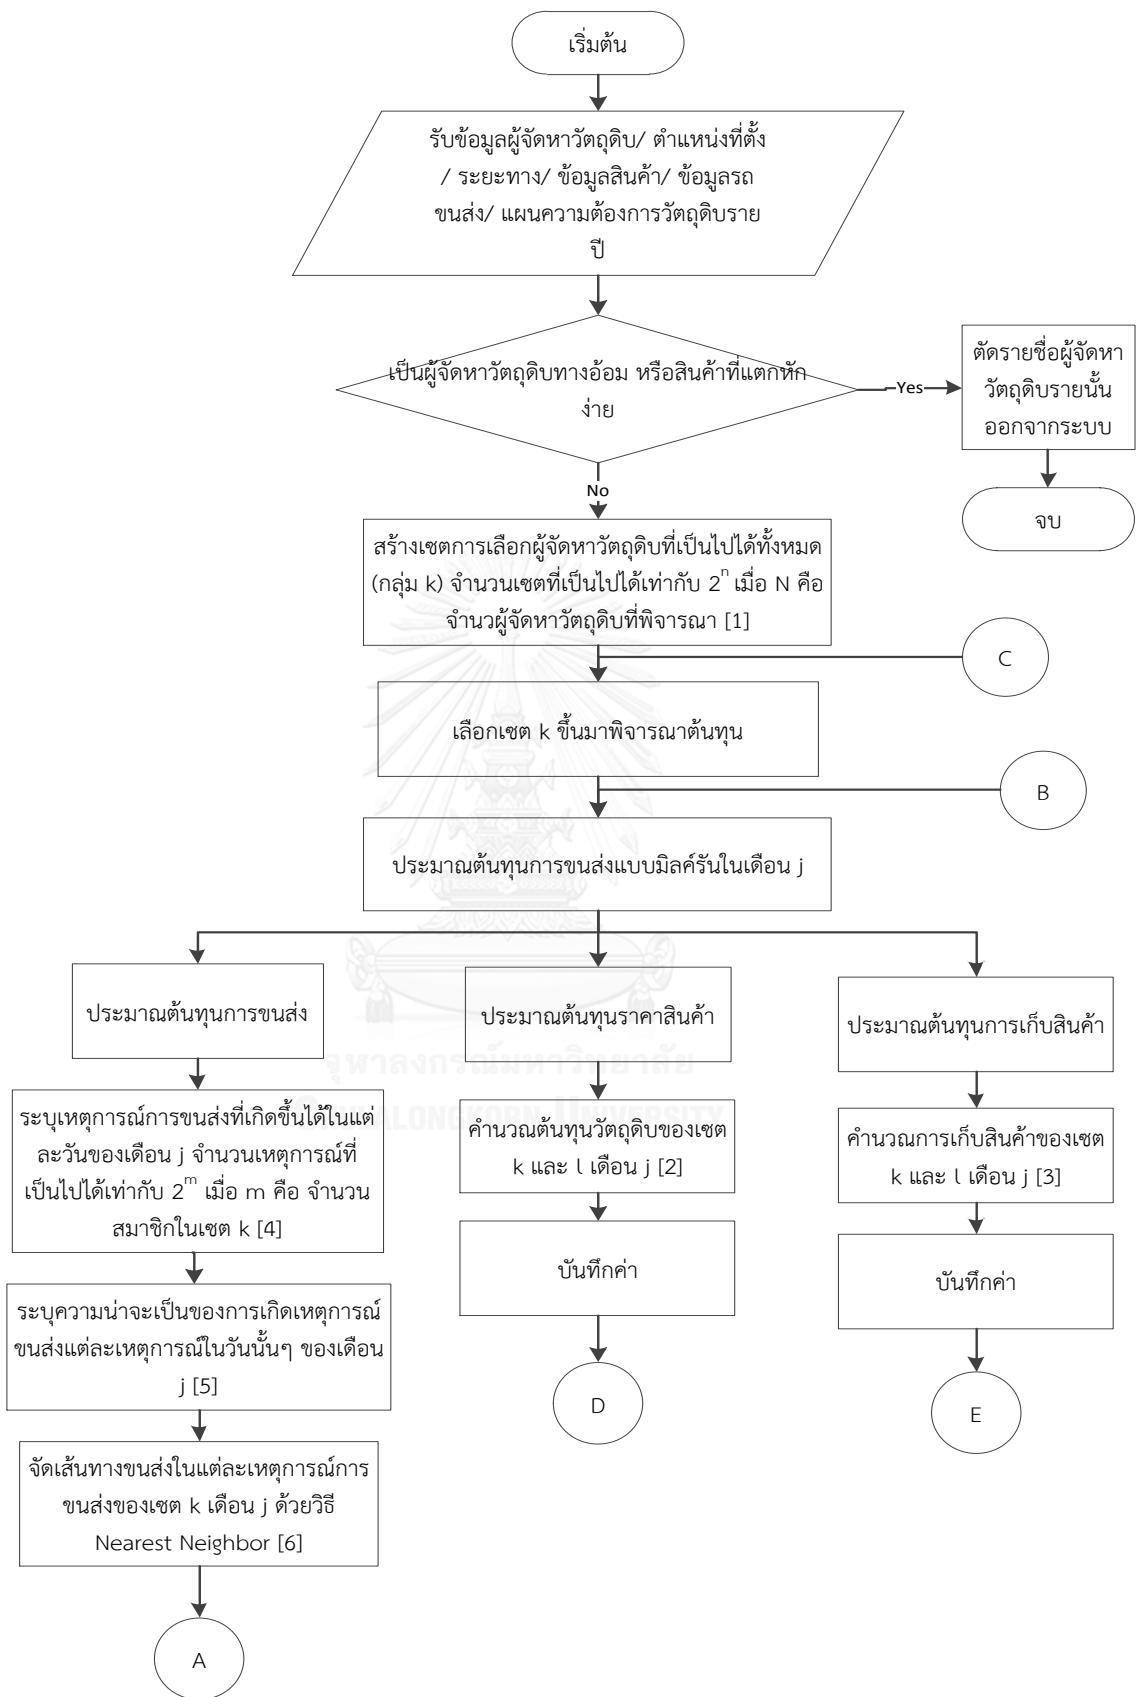 เริ่มต้น
รับข้อมูลผู้จัดหาวัตถุดิบ/ ตำแหน่งที่ตั้ง
/ ระยะทาง/ ข้อมูลสินค้า/ ข้อมูลรถ
ขนส่ง/ แผนความต้องการวัตถุดิบราย
ปี
เป็นผู้จัดหาวัตถุดิบทางอ้อม หรือสินค้าที่แตกหัก
ง่าย
Yes
ตัดรายชื่อผู้จัดหา
วัตถุดิบรายนั้น
ออกจากระบบ
จบ
No
สร้างเซตการเลือกผู้จัดหาวัตถุดิบที่เป็นไปได้ทั้งหมด
(กลุ่ม k) จำนวนเซตที่เป็นไปได้เท่ากับ 2^n เมื่อ N คือ
จำนวผู้จัดหาวัตถุดิบที่พิจารณา [1]
C
เลือกเซต k ขึ้นมาพิจารณาต้นทุน
B
ประมาณต้นทุนการขนส่งแบบมิลค์รันในเดือน j
ประมาณต้นทุนการขนส่ง
ประมาณต้นทุนราคาสินค้า
ประมาณต้นทุนการเก็บสินค้า
จุฬาลงกรณ์มหาวิทยาลัย
CHULALONGKORN UNIVERSITY
ระบุเหตุการณ์การขนส่งที่เกิดขึ้นได้ในแต่
ละวันของเดือน j จำนวนเหตุการณ์ที่
เป็นไปได้เท่ากับ 2^m เมื่อ m คือ จำนวน
สมาชิกในเซต k [4]
คำนวณต้นทุนวัตถุดิบของเซต
k และ l เดือน j [2]
คำนวณการเก็บสินค้าของเซต
k และ l เดือน j [3]
บันทึกค่า
บันทึกค่า
ระบุความน่าจะเป็นของการเกิดเหตุการณ์
ขนส่งแต่ละเหตุการณ์ในวันนั้นๆ ของเดือน
j [5]
D
E
จัดเส้นทางขนส่งในแต่ละเหตุการณ์การ
ขนส่งของเซต k เดือน j ด้วยวิธี
Nearest Neighbor [6]
A